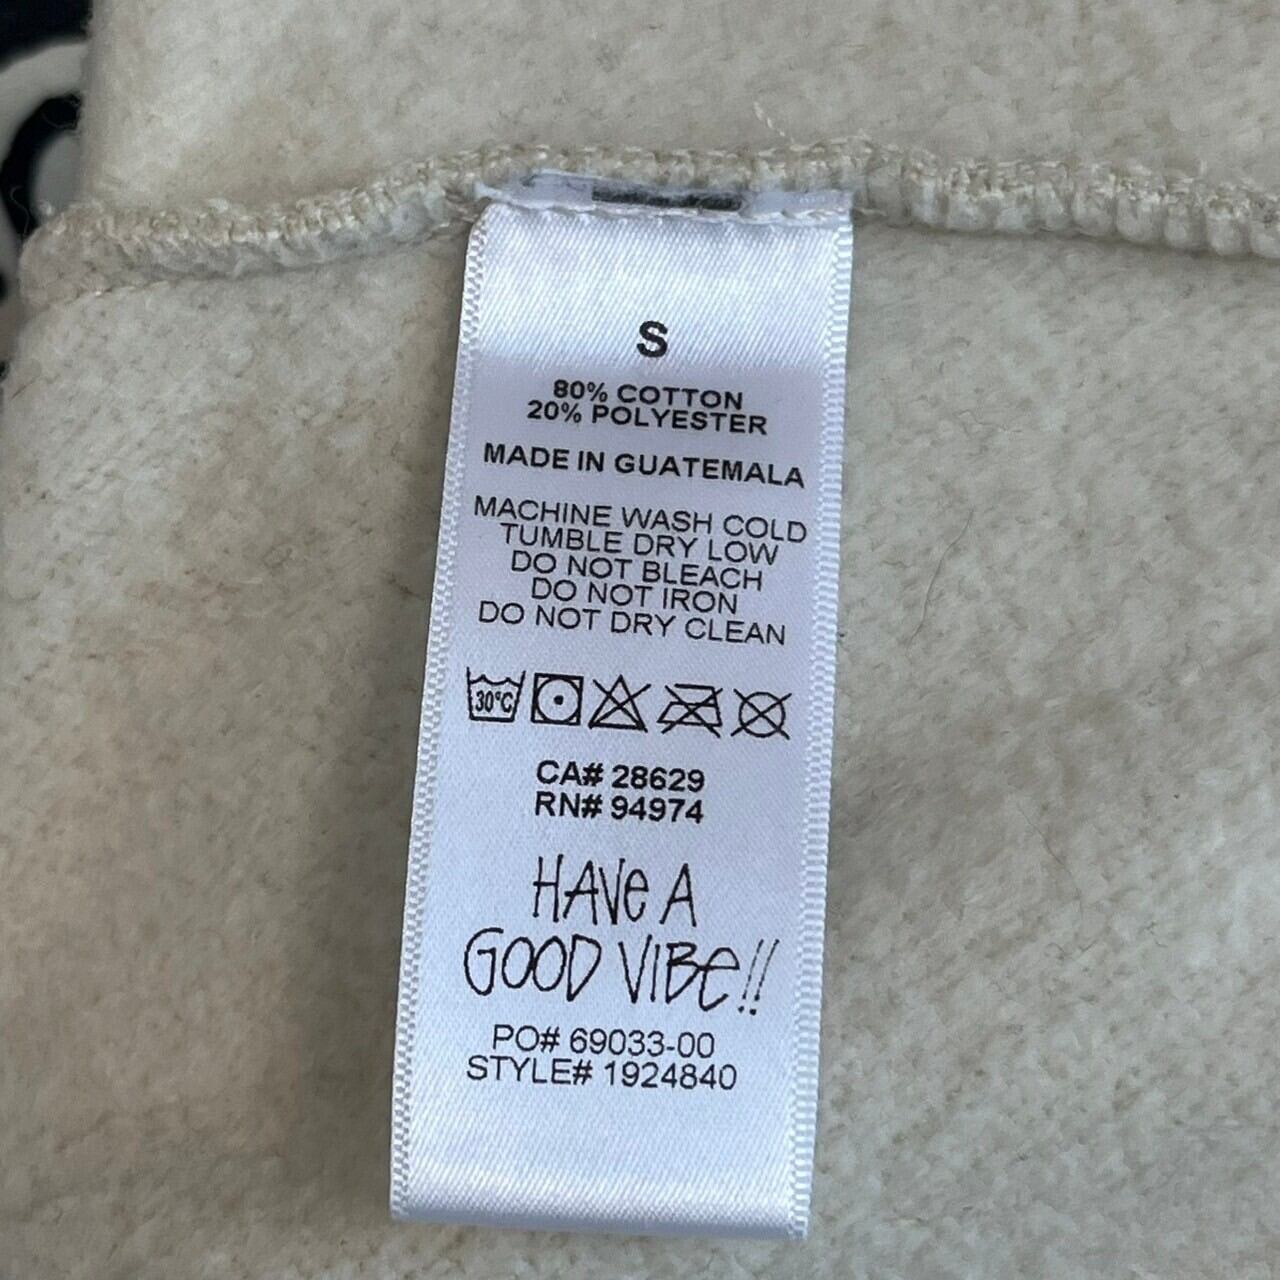 S
80% COTTON
20% POLYESTER
MADE IN GUATEMALA
MACHINE WASH COLD
TUMBLE DRY LOW
DO NOT BLEACH
DO NOT IRON
DO NOT DRY CLEAN
30°C
CA# 28629
RN# 94974
HAVe A
GOOD VIBe!!
PO# 69033-00
STYLE# 1924840